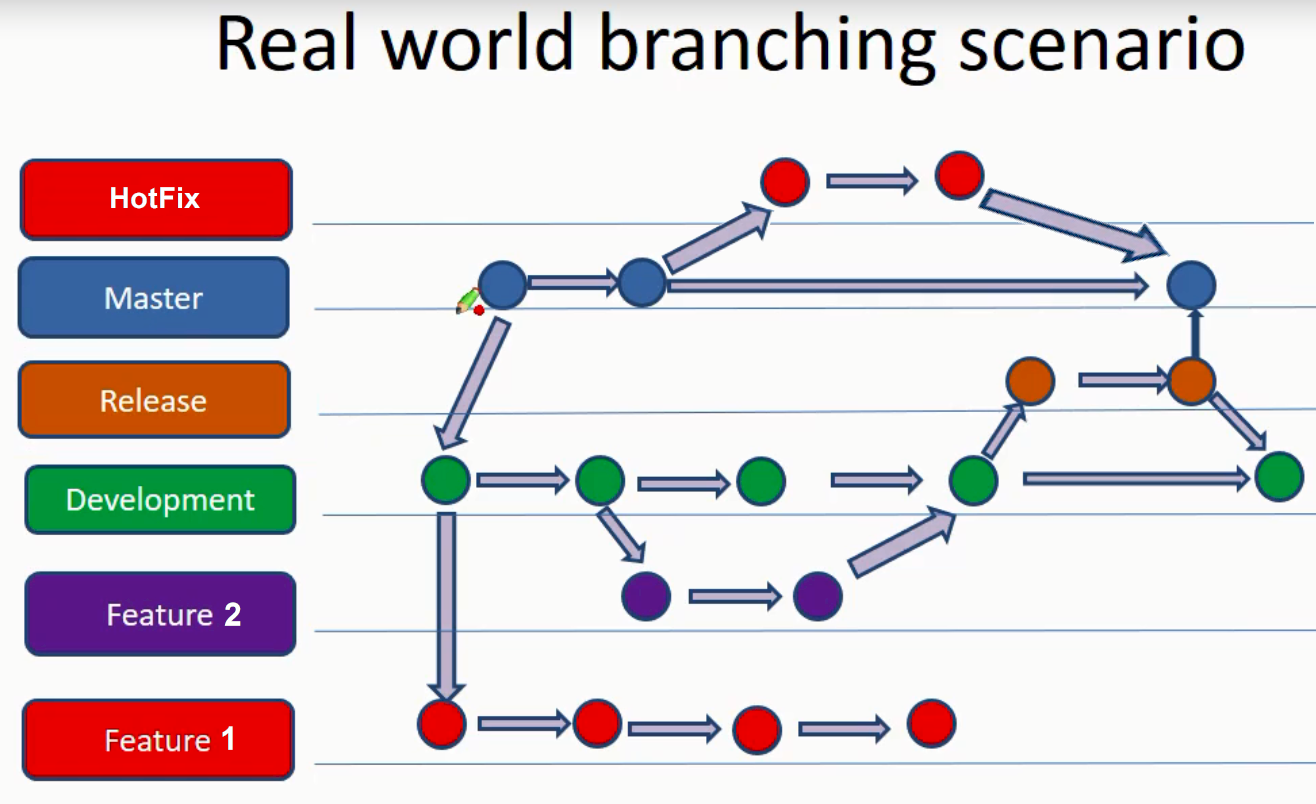 Real world branching scenario
HotFix
Master
Release
Development
Feature 2
Feature 1